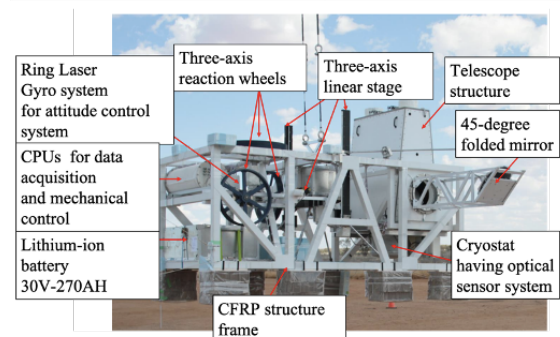 Ring Laser
Gyro system
for attitude control
system
Three-axis
reaction wheels
Three-axis
linear stage
Telescope
structure
45-degree
folded mirror
CPUs for data
acquisition
and mechanical
control
Lithium-ion
battery
30V-270AH
Cryostat
having optical
sensor system
CFRP structure
frame